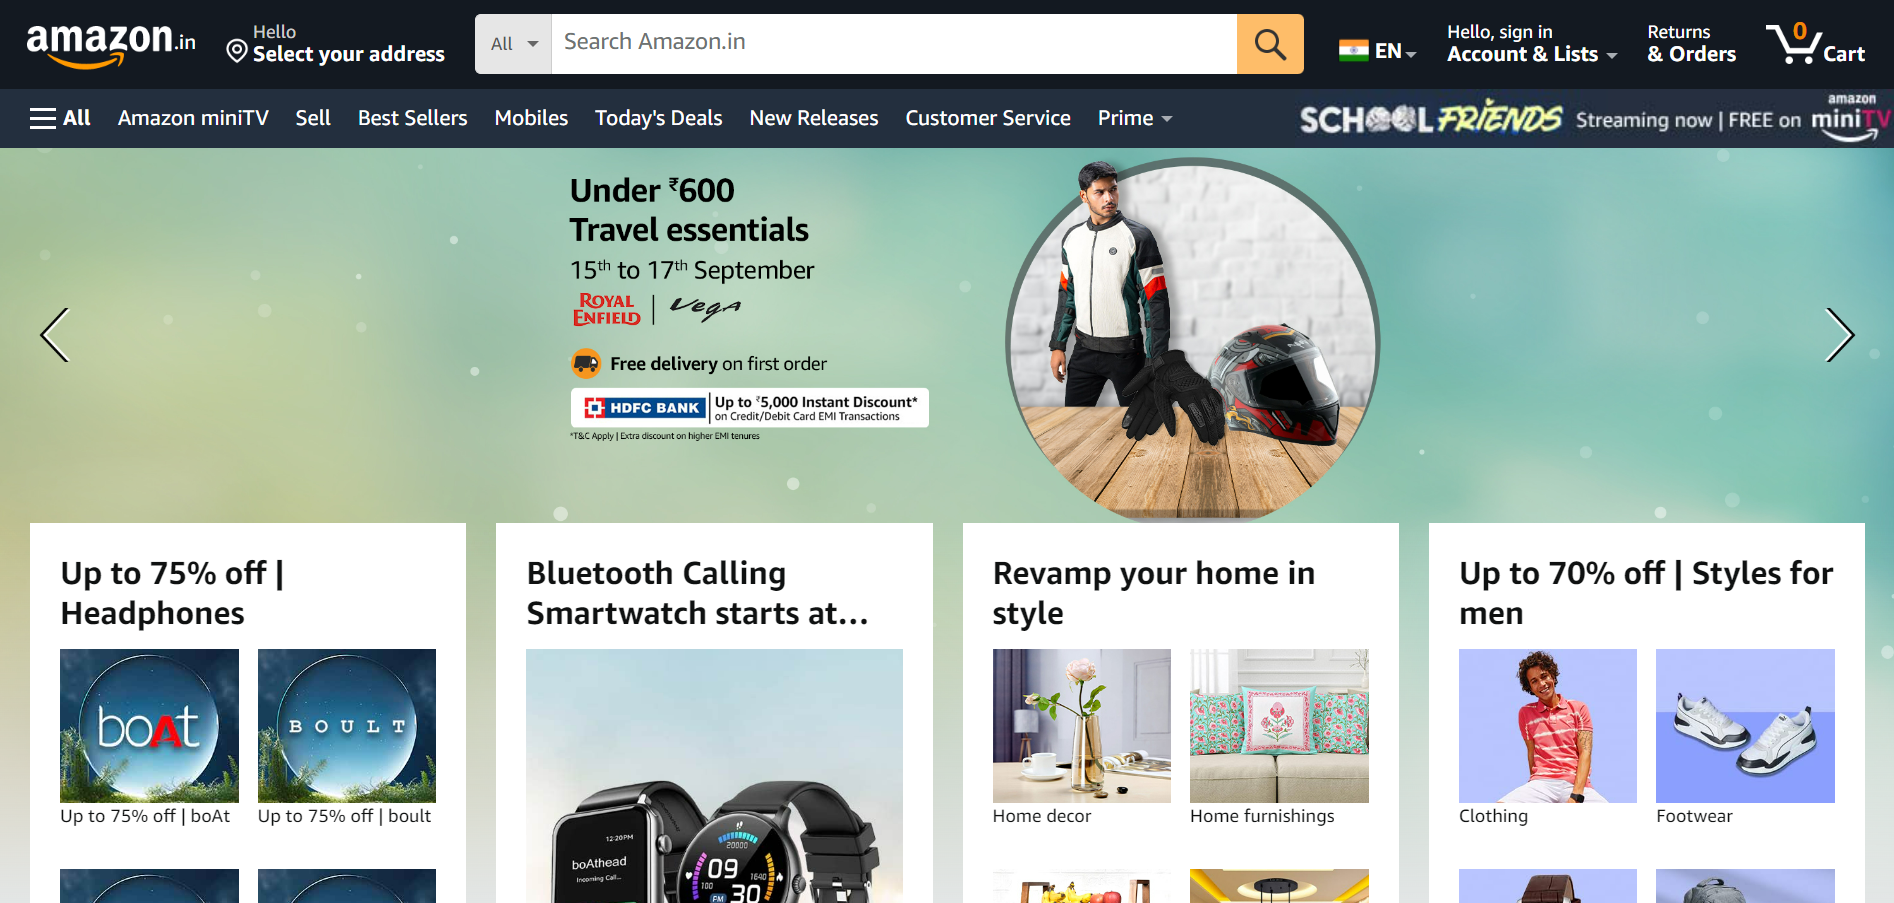 amazon.in
Hello
Select your address
All
Search Amazon.in
EN
Hello, sign in
Account & Lists
Returns
& Orders
0
Cart
All
Amazon miniTV
Sell
Best Sellers
Mobiles
Today's Deals
New Releases
Customer Service
Prime
SCHOOL FRIENDS
Streaming now | FREE on
amazon
miniTV
Under ₹600
Travel essentials
15th to 17th September
ROYAL
ENFIELD
Vega
Free delivery on first order
HDFC BANK
Up to ₹5,000 Instant Discount*
on Credit/Debit Card EMI Transactions
*T&C Apply | Extra discount on higher EMI tenures
Up to 75% off |
Headphones
boAt
BOULT
Up to 75% off | boAt
Up to 75% off | boult
Bluetooth Calling
Smartwatch starts at...
12:20PM
boAthead
Incoming Call...
20000
09
100
1640
30
PM
Revamp your home in
style
Home decor
Home furnishings
Up to 70% off | Styles for
men
Clothing
Footwear